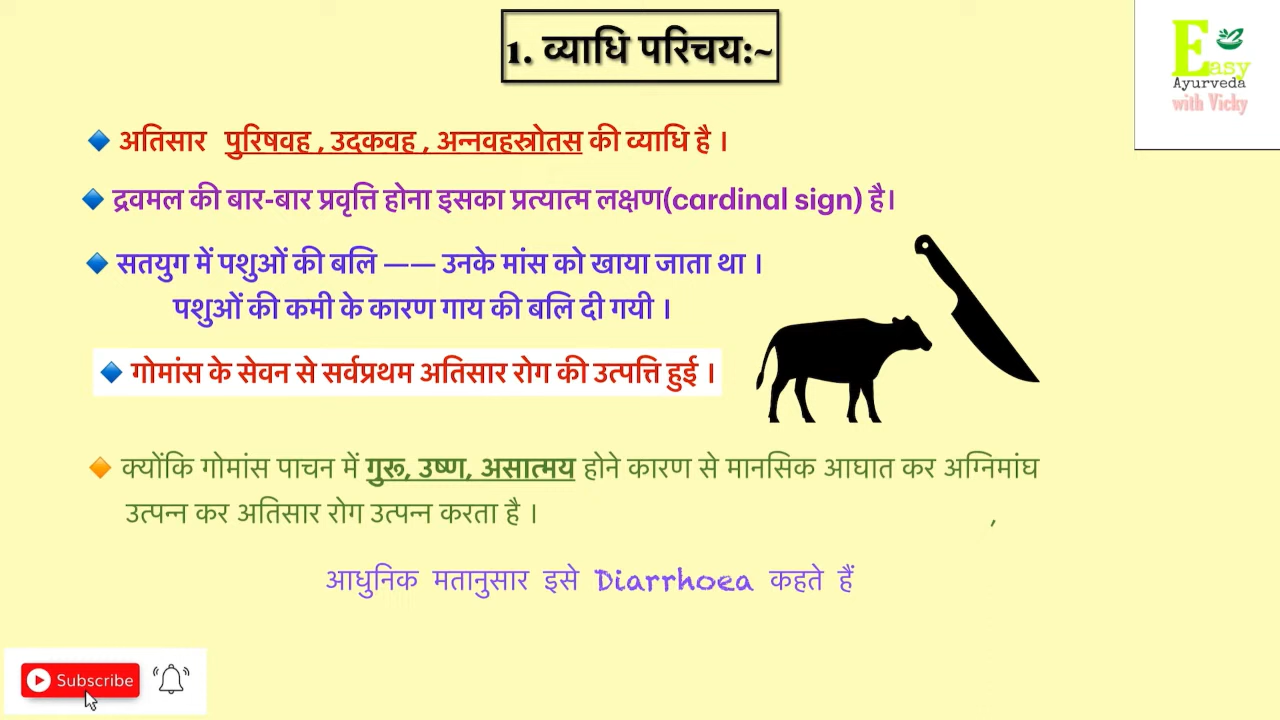 1. व्याधि परिचय:~
Easy
Ayurveda
with Vicky
अतिसार पुरिषवह , उदकवह , अन्नवहस्रोतस की व्याधि है ।
द्रवमल की बार-बार प्रवृत्ति होना इसका प्रत्यात्म लक्षण(cardinal sign) है।
सतयुग में पशुओं की बलि —— उनके मांस को खाया जाता था ।
पशुओं की कमी के कारण गाय की बलि दी गयी ।
गोमांस के सेवन से सर्वप्रथम अतिसार रोग की उत्पत्ति हुई ।
क्योंकि गोमांस पाचन में गुरू, उष्ण, असात्मय होने कारण से मानसिक आघात कर अग्निमांघ
उत्पन्न कर अतिसार रोग उत्पन्न करता है । ,
आधुनिक मतानुसार इसे Diarrhoea कहते हैं
Subscribe